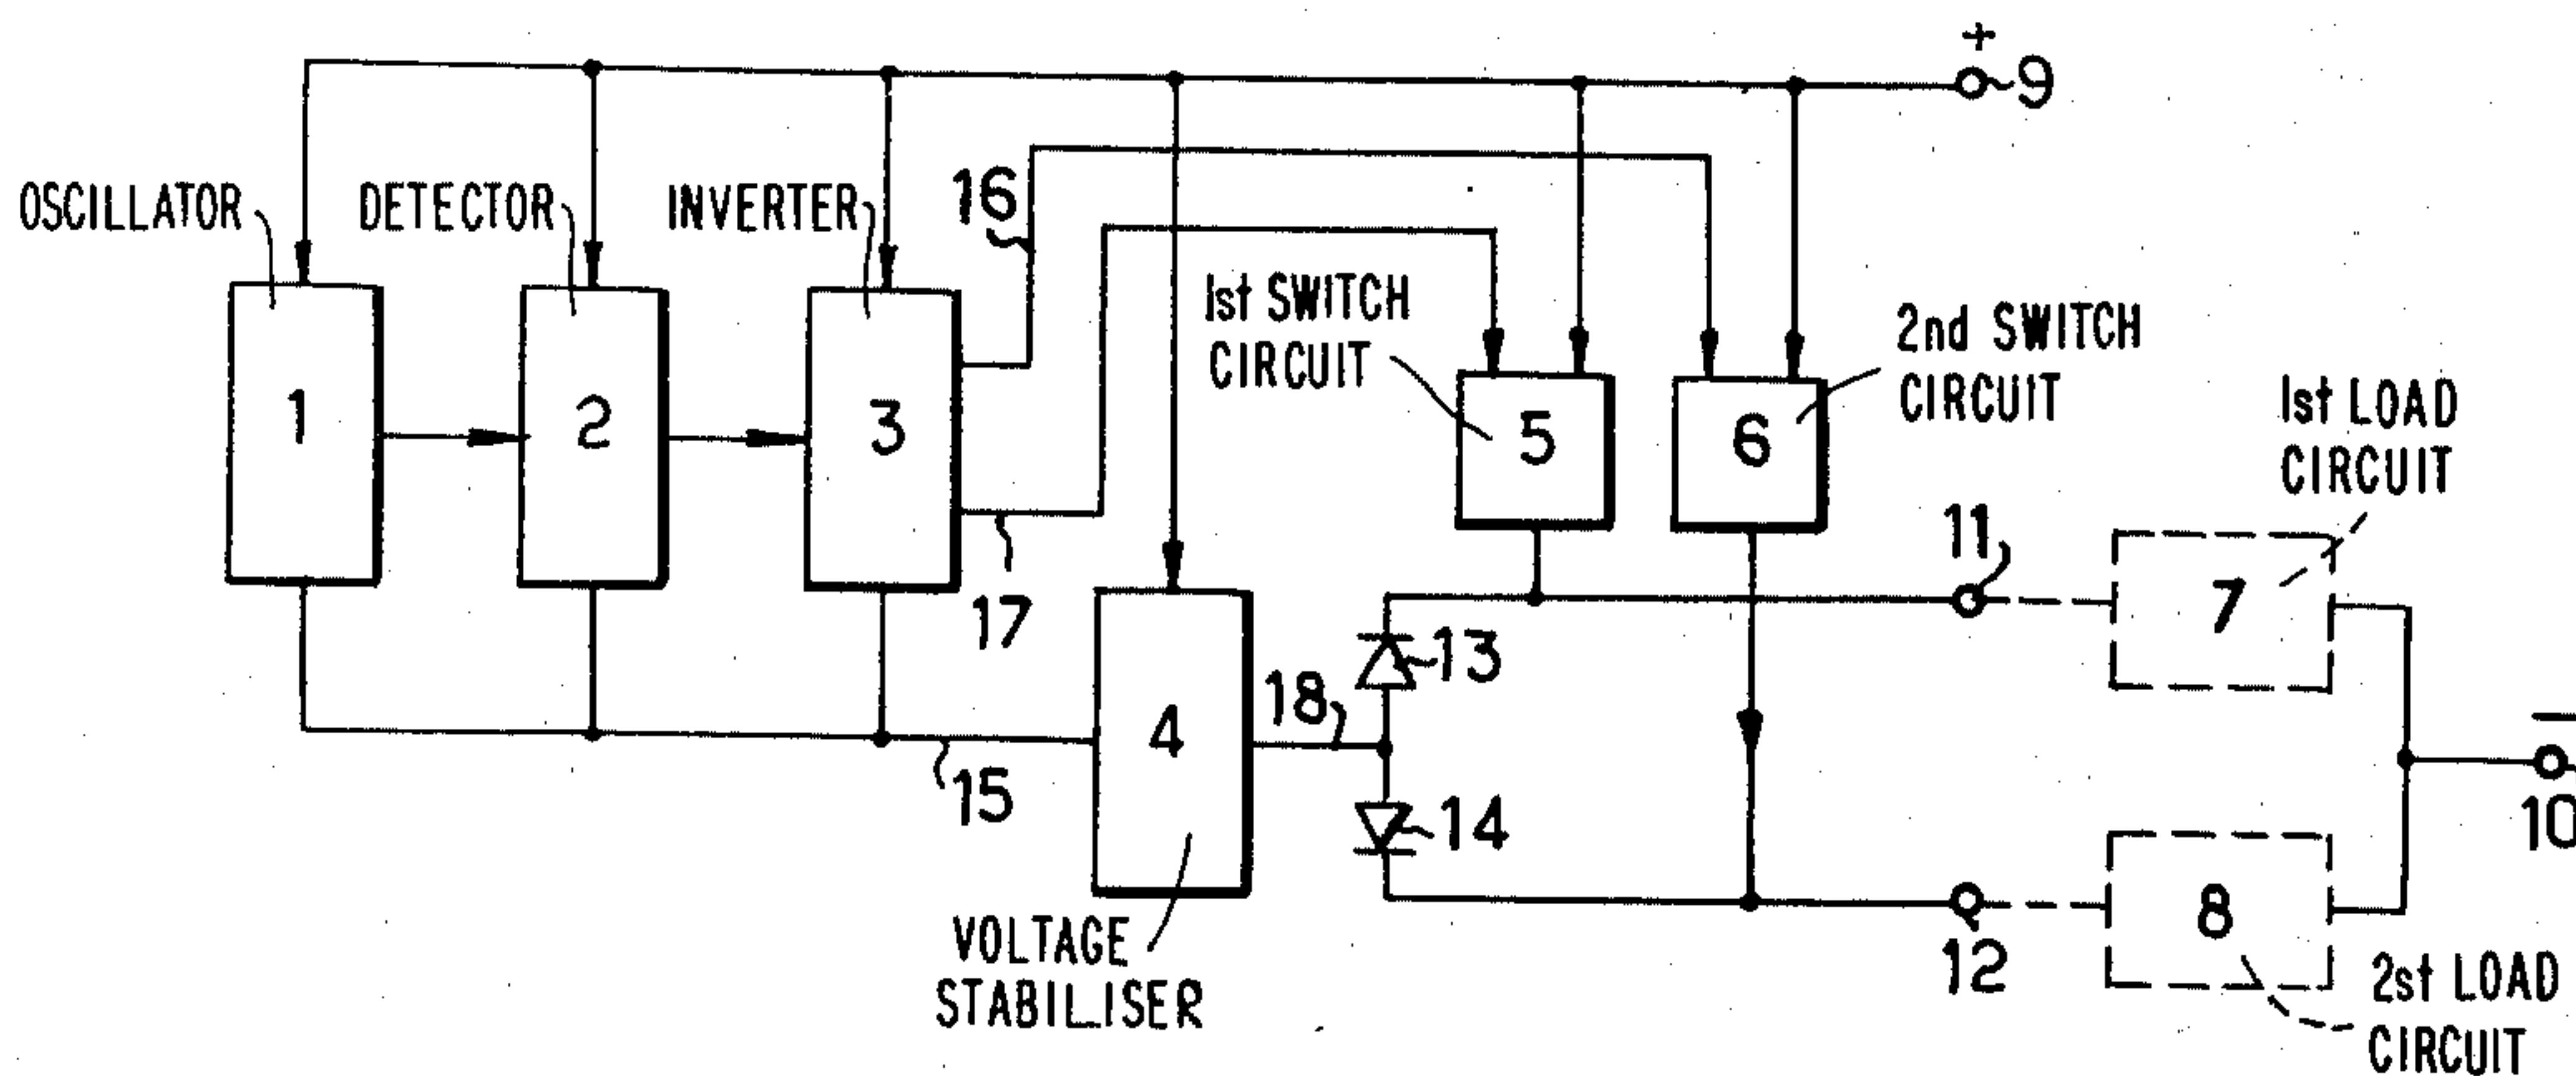 +
9
OSCILLATOR
DETECTOR
INVERTER
16
1st SWITCH
CIRCUIT
2nd SWITCH
CIRCUIT
1st LOAD
CIRCUIT
1
2
3
5
6
11
7
17
13
18
4
15
14
10
12
8
VOLTAGE
STABILISER
2st LOAD
CIRCUIT